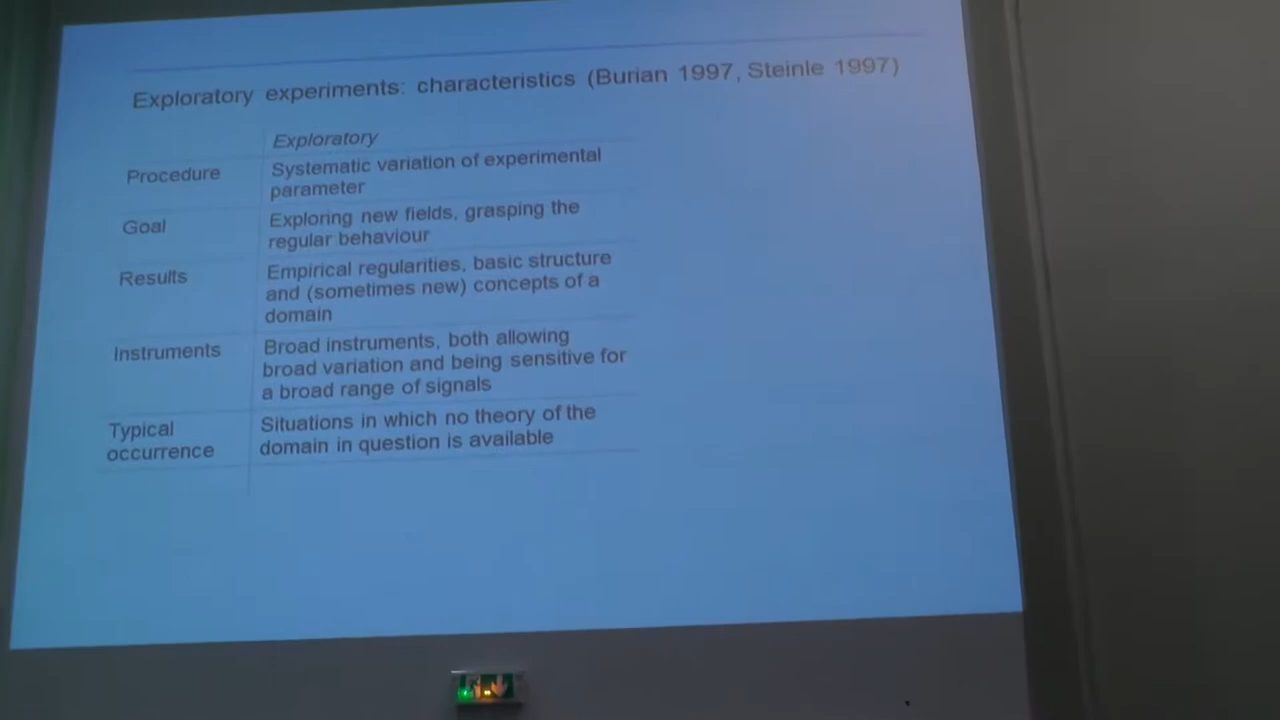 Exploratory experiments: characteristics (Burian 1997, Steinle 1997)
Exploratory
Procedure
Systematic variation of experimental
parameter
Goal
Exploring new fields, grasping the
regular behaviour
Results
Empirical regularities, basic structure
and (sometimes new) concepts of a
domain
Instruments
Broad instruments, both allowing
broad variation and being sensitive for
a broad range of signals
Typical
occurrence
Situations in which no theory of the
domain in question is available